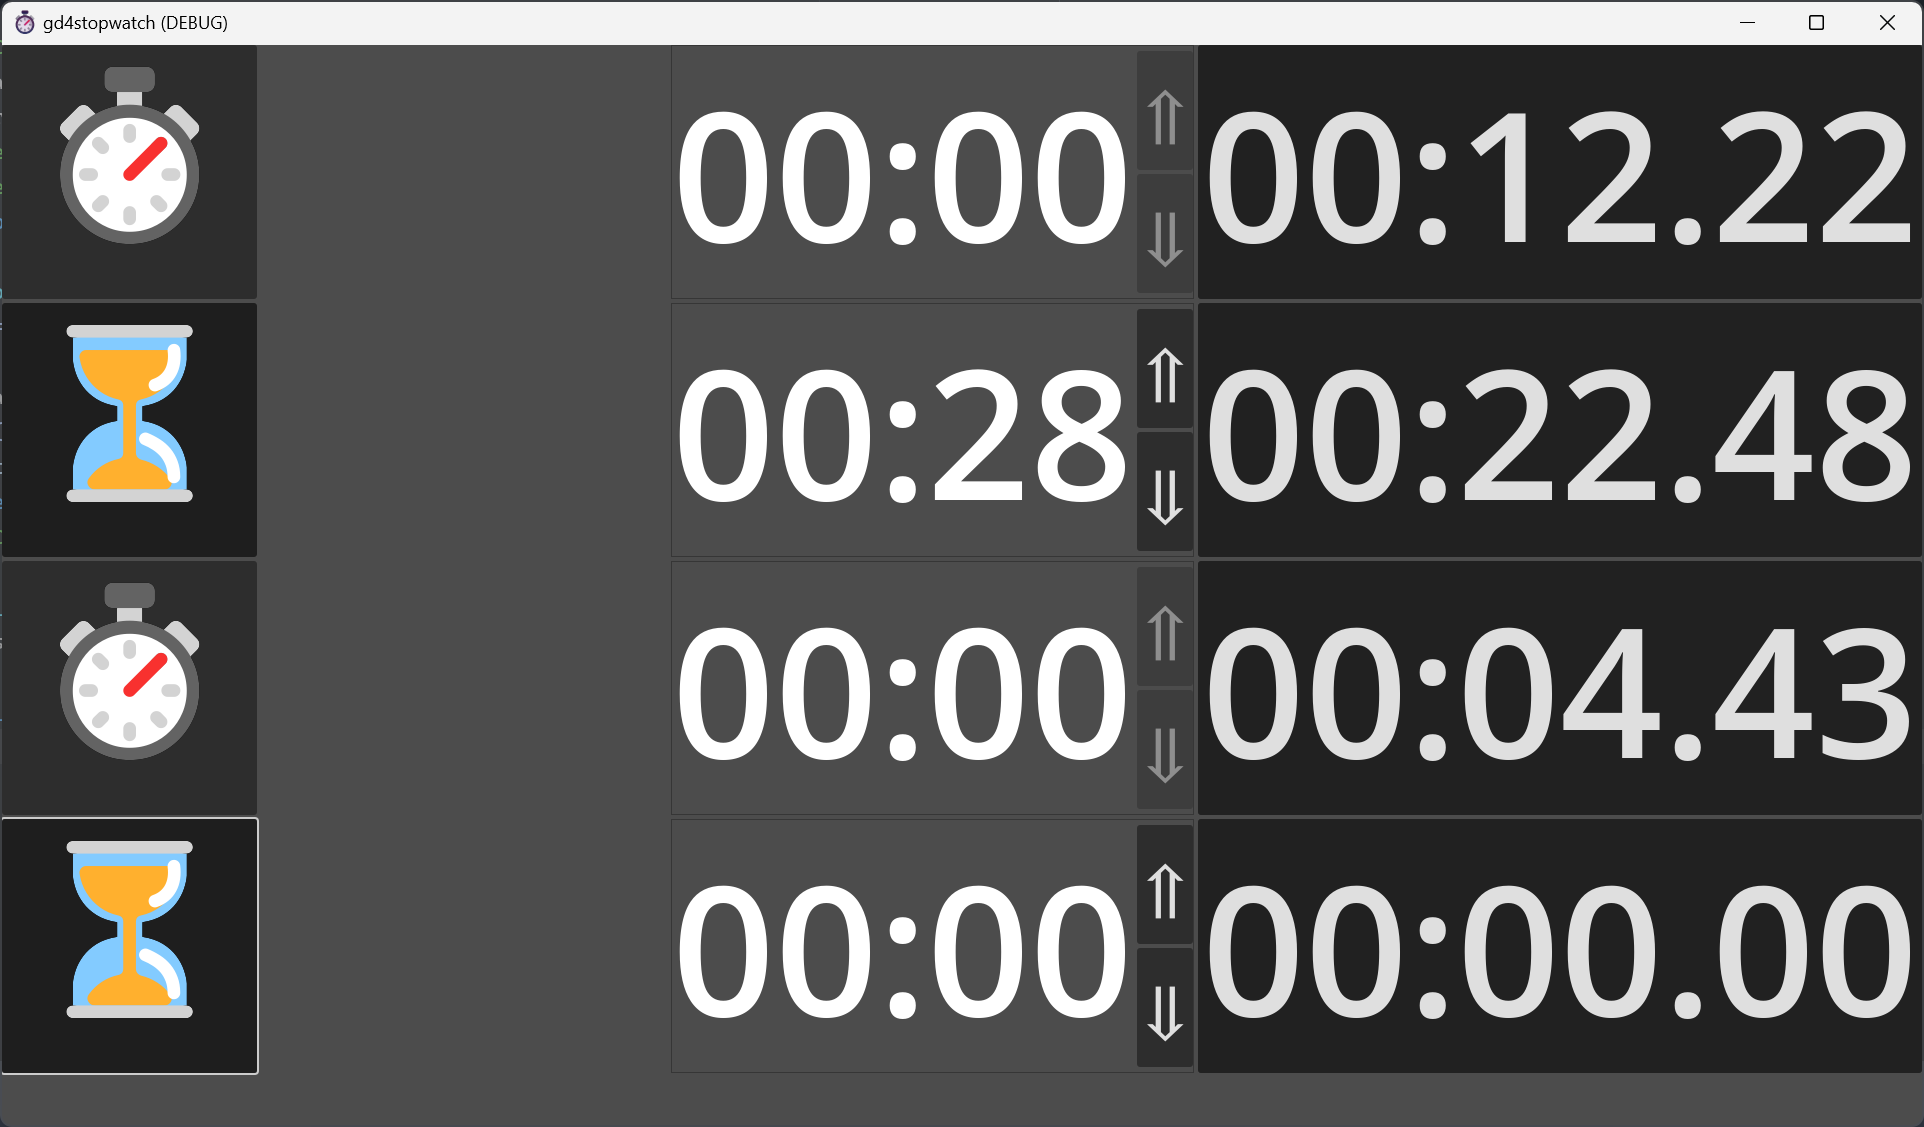 gd4stopwatch (DEBUG)
00:00 ⇑ ⇓ 00:12.22
00:28 ⇑ ⇓ 00:22.48
00:00 ⇑ ⇓ 00:04.43
00:00 ⇑ ⇓ 00:00.00